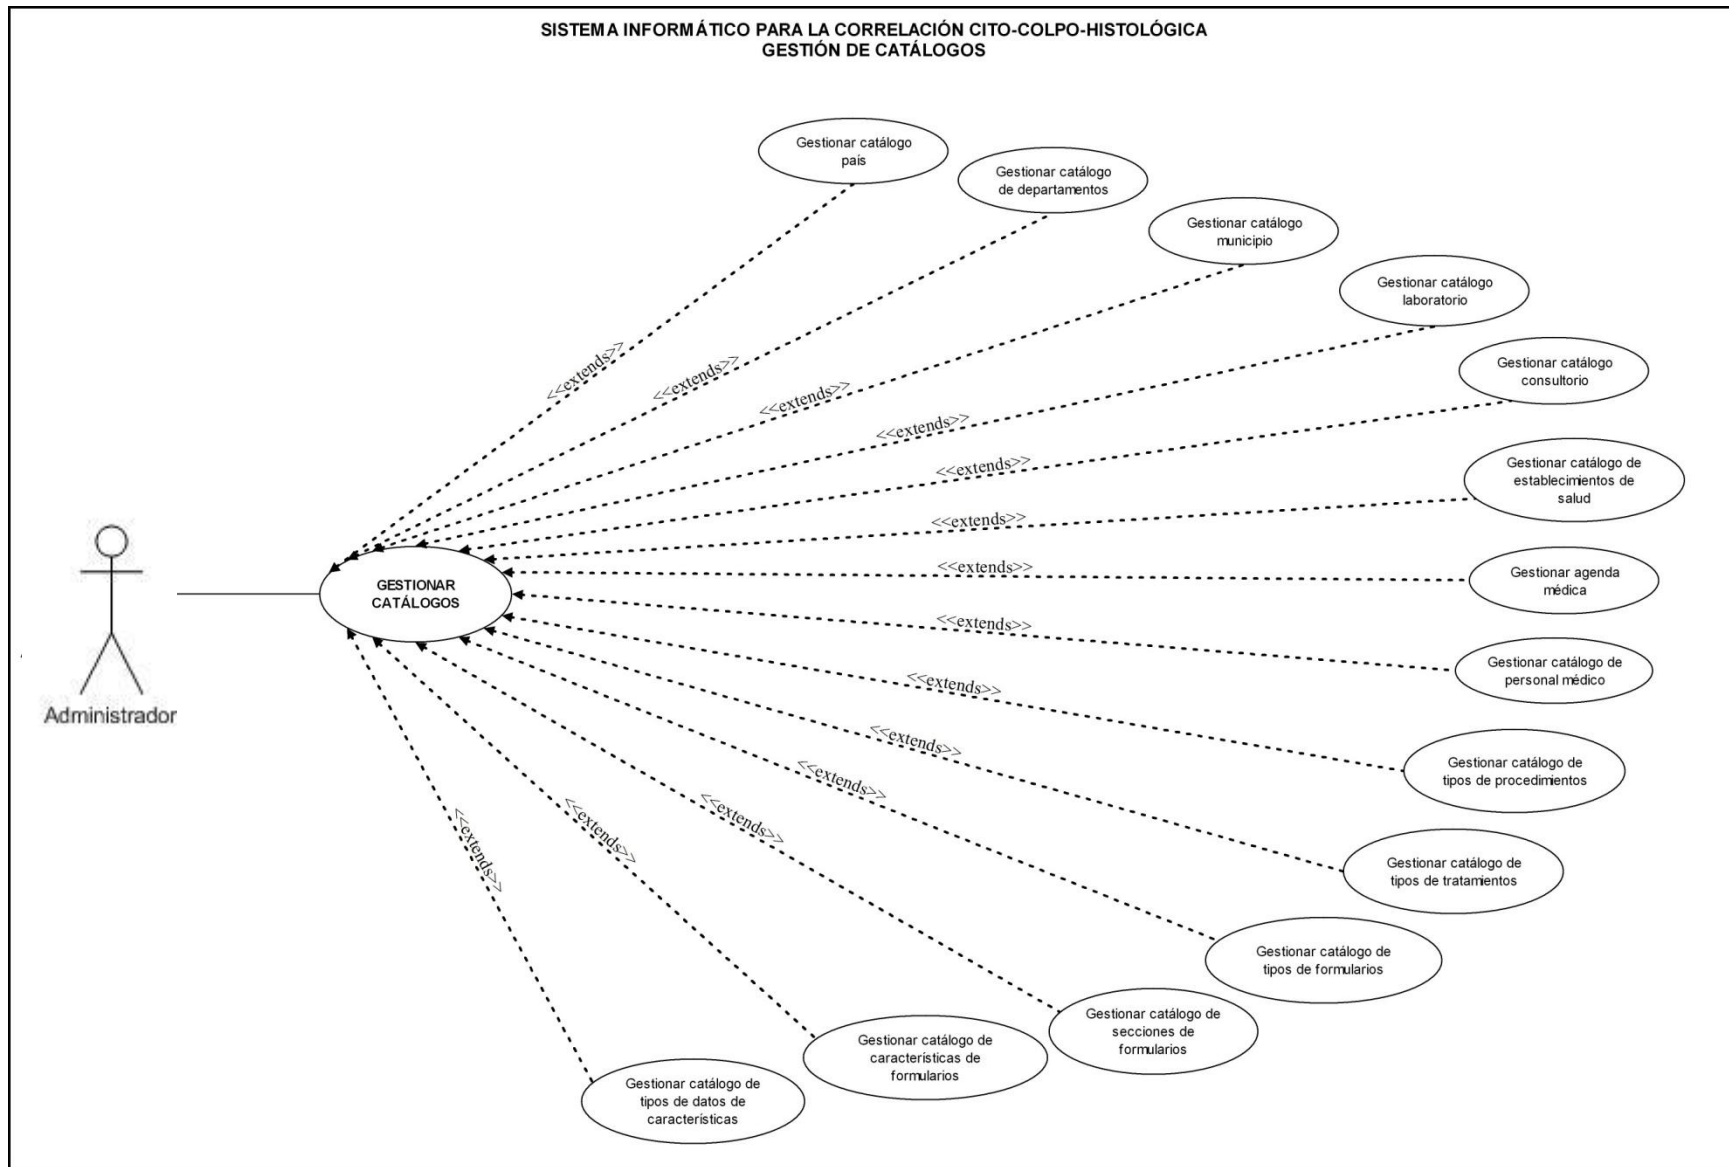 SISTEMA INFORMÁTICO PARA LA CORRELACIÓN CITO-COLPO-HISTOLÓGICA
GESTIÓN DE CATÁLOGOS
Gestionar catálogo
país
Gestionar catálogo
de departamentos
Gestionar catálogo
municipio
Gestionar catálogo
laboratorio
Gestionar catálogo
consultorio
Gestionar catálogo de
establecimientos de
salud
Gestionar agenda
médica
Gestionar catálogo de
personal médico
Gestionar catálogo de
tipos de procedimientos
Gestionar catálogo de
tipos de tratamientos
Gestionar catálogo de
tipos de formularios
Gestionar catálogo de
secciones de
formularios
Gestionar catálogo de
características de
formularios
Gestionar catálogo de
tipos de datos de
características
<<extends>>
<<extends>>
<<extends>>
<<extends>>
<<extends>>
<<extends>>
<<extends>>
<<extends>>
<<extends>>
<<extends>>
<<extends>>
<<extends>>
<<extends>>
<<extends>>
GESTIONAR
CATÁLOGOS
Administrador